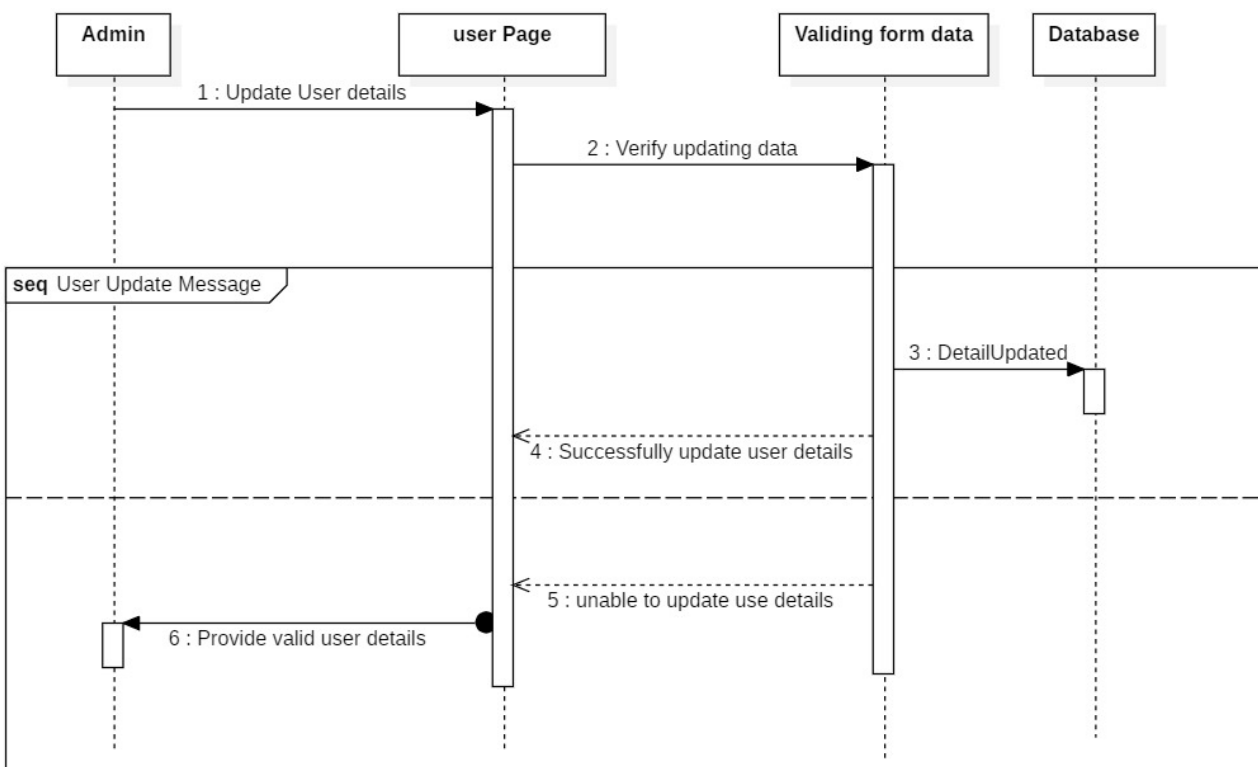 Admin
user Page
Validing form data
Database
1 : Update User details
2 : Verify updating data
seq User Update Message
3 : DetailUpdated
4 : Successfully update user details
5 : unable to update use details
6 : Provide valid user details